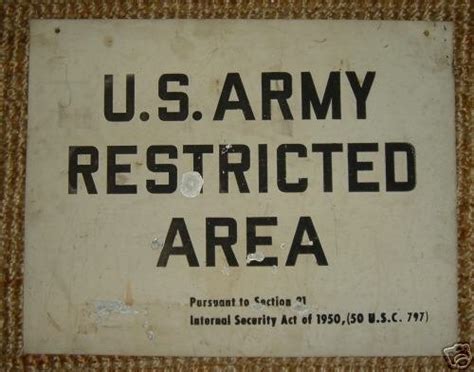 U.S. ARMY
RESTRICTED
AREA
Pursuant to Section 21
Internal Security Act of 1950, (50 U.S.C. 797)